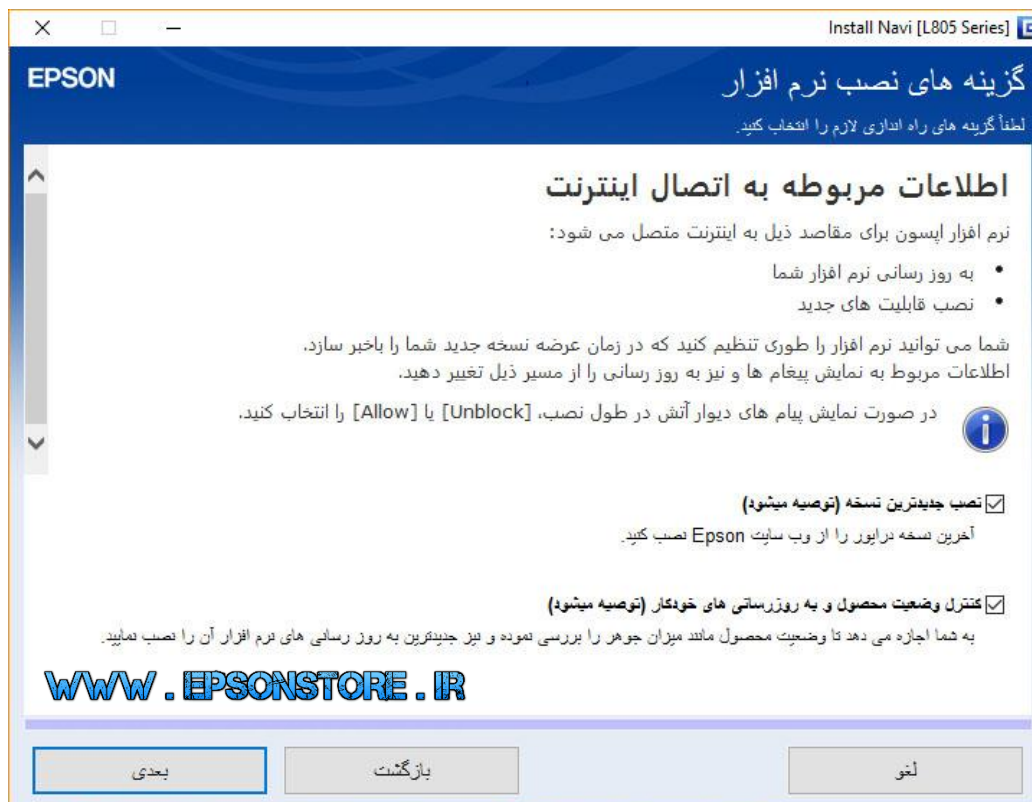 Install Navi [L805 Series]
EPSON
گزینه های نصب نرم افزار
لطفاً گزینه های راه اندازی لازم را انتخاب کنید.
اطلاعات مربوطه به اتصال اینترنت
نرم افزار اپسون برای مقاصد ذیل به اینترنت متصل می شود:
• به روز رسانی نرم افزار شما
• نصب قابلیت های جدید
شما می توانید نرم افزار را طوری تنظیم کنید که در زمان عرضه نسخه جدید شما را باخبر سازد.
اطلاعات مربوط به نمایش پیغام ها و نیز به روز رسانی را از مسیر ذیل تغییر دهید.
در صورت نمایش پیام های دیوار آتش در طول نصب، [Unblock] یا [Allow] را انتخاب کنید.
نصب جدیدترین نسخه (توصیه میشود)
آخرین نسخه درایور را از وب سایت Epson نصب کنید.
کنترل وضعیت محصول و به روزرسانی های خودکار (توصیه میشود)
به شما اجازه می دهد تا وضعیت محصول مانند میزان جوهر را بررسی نموده و نیز جدیدترین به روز رسانی های نرم افزار آن را نصب نمایید.
WWW.EPSONSTORE.IR
لغو
بازگشت
بعدی